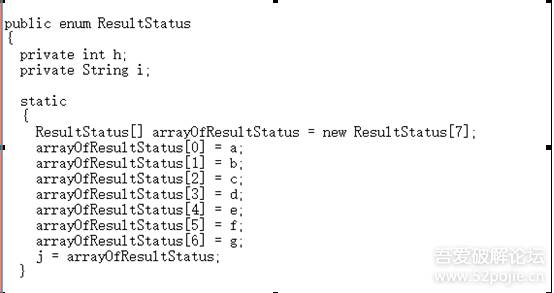 public enum ResultStatus
{
  private int h;
  private String i;
  static
  {
    ResultStatus[] arrayOfResultStatus = new ResultStatus[7];
    arrayOfResultStatus[0] = a;
    arrayOfResultStatus[1] = b;
    arrayOfResultStatus[2] = c;
    arrayOfResultStatus[3] = d;
    arrayOfResultStatus[4] = e;
    arrayOfResultStatus[5] = f;
    arrayOfResultStatus[6] = g;
    j = arrayOfResultStatus;
  }
吾爱破解论坛
www.52pojie.cn